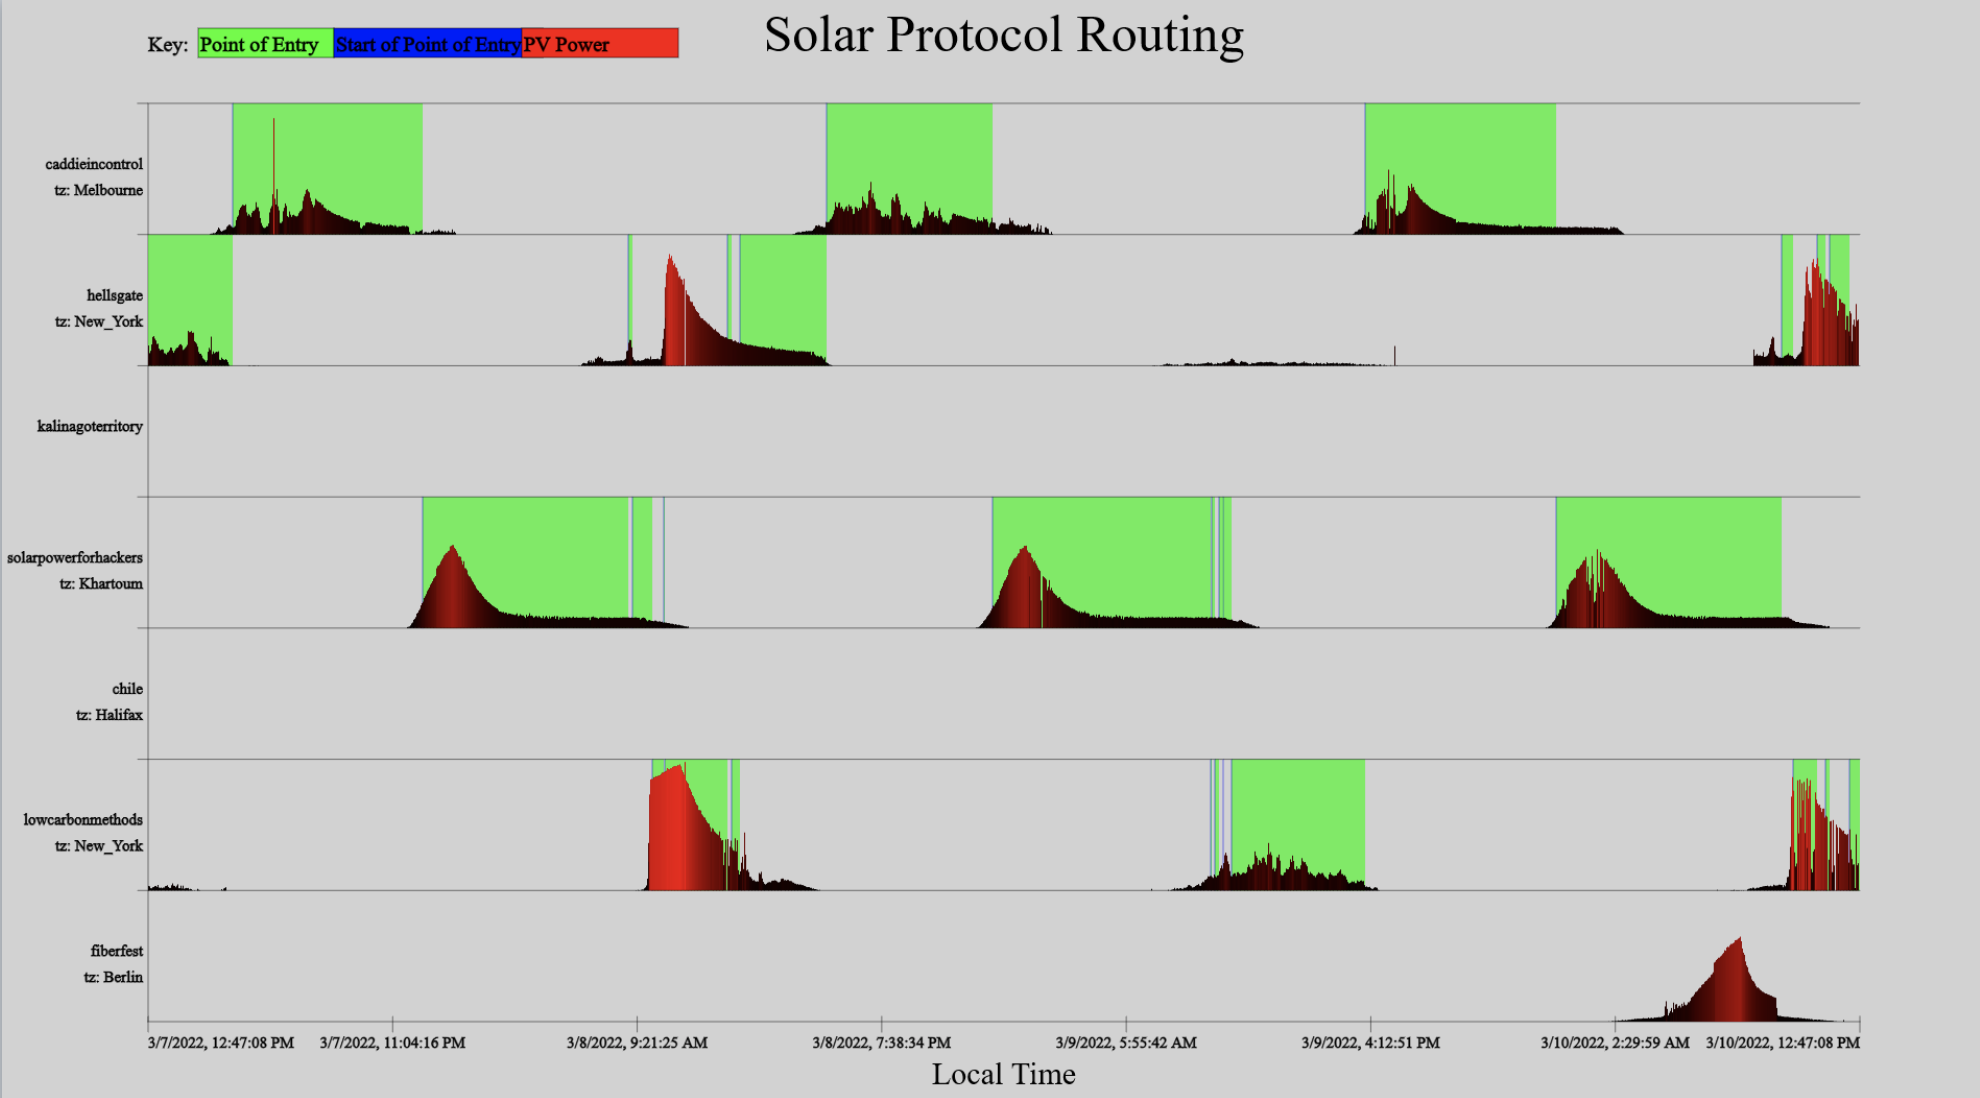 Solar Protocol Routing
Key: Point of Entry Start of Point of Entry PV Power
caddieincontrol
tz: Melbourne
hellsgate
tz: New_York
kalinagoterritory
solarpowerforhackers
tz: Khartoum
chile
tz: Halifax
lowcarbonmethods
tz: New_York
fiberfest
tz: Berlin
3/7/2022, 12:47:08 PM 3/7/2022, 11:04:16 PM 3/8/2022, 9:21:25 AM 3/8/2022, 7:38:34 PM 3/9/2022, 5:55:42 AM 3/9/2022, 4:12:51 PM 3/10/2022, 2:29:59 AM 3/10/2022, 12:47:08 PM
Local Time